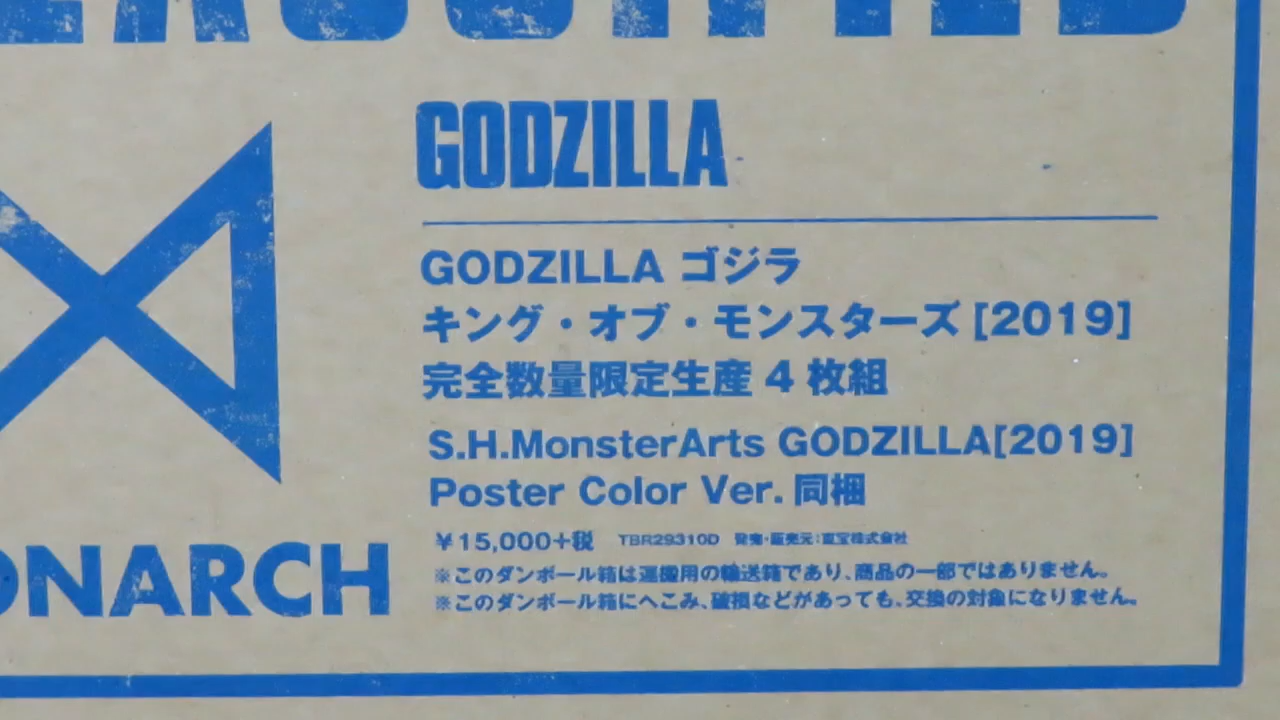 GODZILLA
GODZILLA ゴジラ
キング・オブ・モンスターズ [2019]
完全数量限定生産 4 枚組
S.H.MonsterArts GODZILLA[2019]
Poster Color Ver. 同梱
¥15,000+税 TBR29310D 発売・販売元:東宝株式会社
※このダンボール箱は運搬用の輸送箱であり、商品の一部ではありません。
※このダンボール箱にへこみ、破損などがあっても、交換の対象になりません。
ONARCH